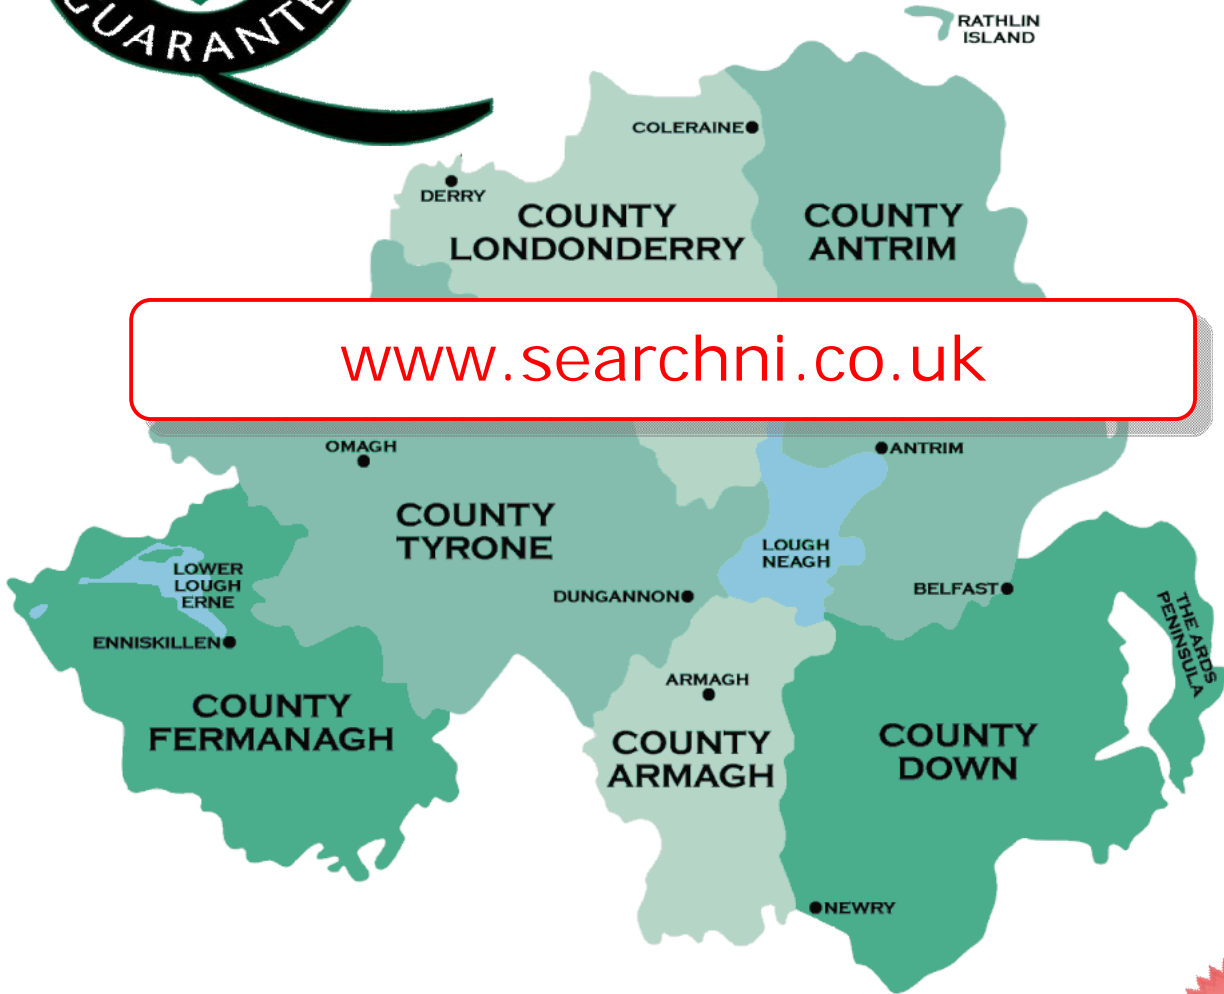 RATHLIN
ISLAND
COLERAINE
DERRY
COUNTY
LONDONDERRY
COUNTY
ANTRIM
www.searchni.co.uk
OMAGH
ANTRIM
COUNTY
TYRONE
LOUGH
NEAGH
LOWER
LOUGH
ERNE
DUNGANNON
BELFAST
THE ARDS
PENINSULA
ENNISKILLEN
ARMAGH
COUNTY
FERMANAGH
COUNTY
ARMAGH
COUNTY
DOWN
NEWRY